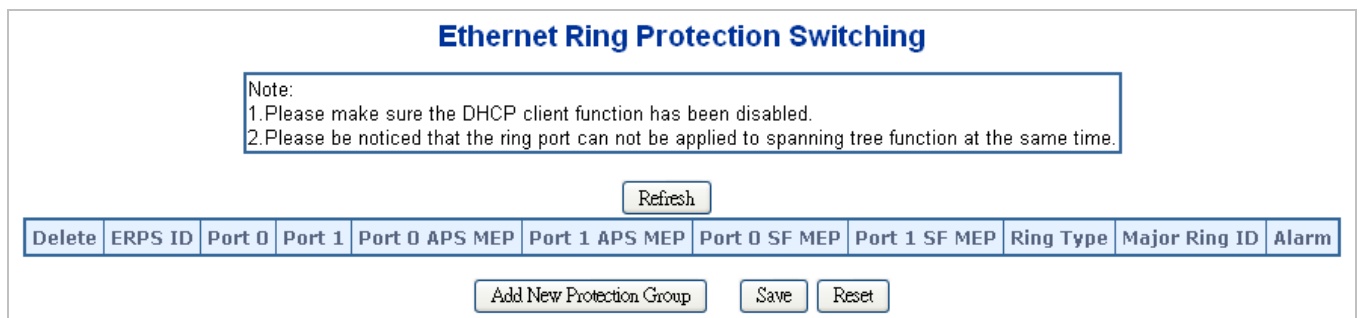 Ethernet Ring Protection Switching
Note:
1.Please make sure the DHCP client function has been disabled.
2.Please be noticed that the ring port can not be applied to spanning tree function at the same time.
Refresh
Delete ERPS ID Port 0 Port 1 Port 0 APS MEP Port 1 APS MEP Port 0 SF MEP Port 1 SF MEP Ring Type Major Ring ID Alarm
Add New Protection Group Save Reset